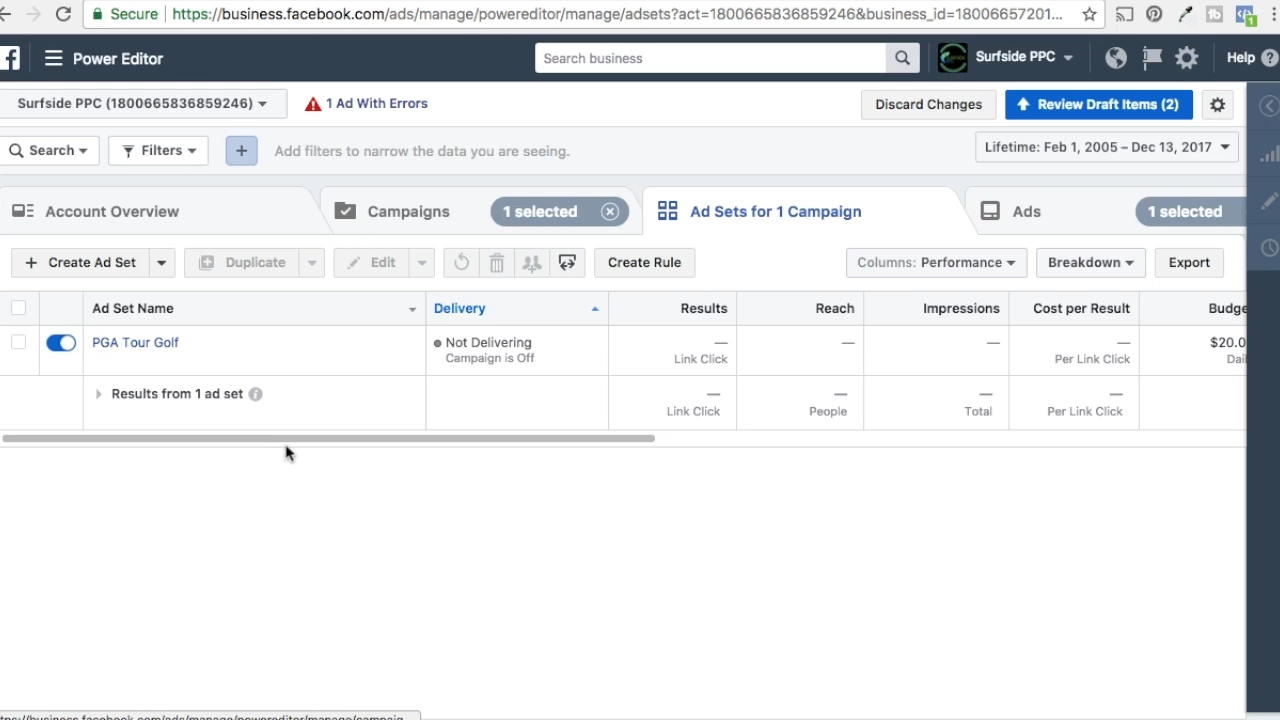 Secure https://business.facebook.com/ads/manage/powereditor/manage/adsets?act=1800665836859246&business_id=18006657201...
1
Power Editor Search business Surfside PPC Help
Surfside PPC (1800665836859246) 1 Ad With Errors Discard Changes Review Draft Items (2)
Search Filters + Add filters to narrow the data you are seeing. Lifetime: Feb 1, 2005 – Dec 13, 2017
Account Overview Campaigns 1 selected Ad Sets for 1 Campaign Ads 1 selected
+ Create Ad Set Duplicate Edit Create Rule Columns: Performance Breakdown Export
Ad Set Name Delivery Results Reach Impressions Cost per Result Budge
PGA Tour Golf Not Delivering — — — — $20.0
Campaign is Off Link Click Per Link Click Dail
Results from 1 ad set — — — —
Link Click People Total Per Link Click
ttps://business.facebook.com/ads/manage/powereditor/manage/campaig